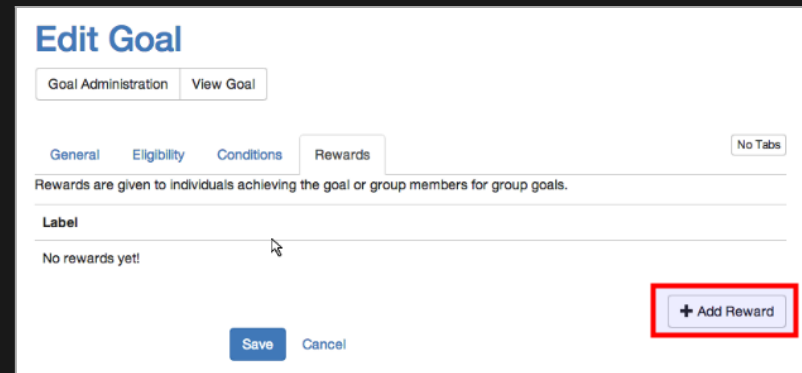 Edit Goal
Goal Administration View Goal
General Eligibility Conditions Rewards No Tabs
Rewards are given to individuals achieving the goal or group members for group goals.
Label
No rewards yet!
+ Add Reward
Save Cancel